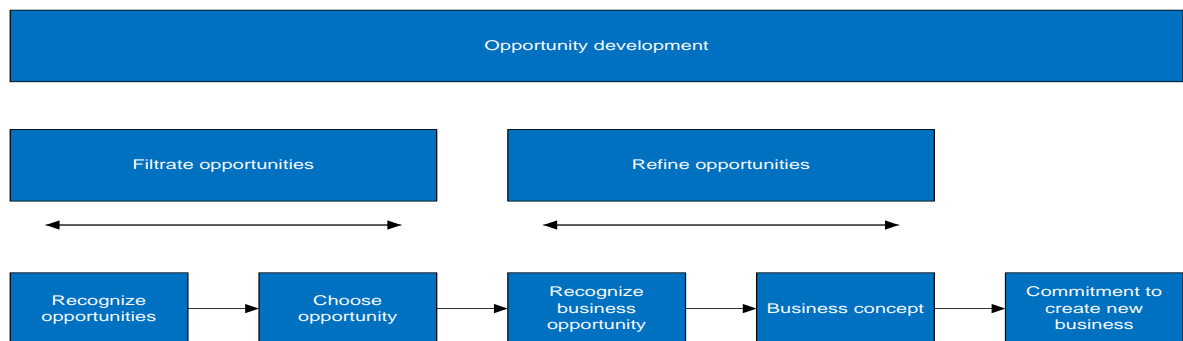 Opportunity development
Filtrate opportunities
Refine opportunities
Recognize
opportunities
Choose
opportunity
Recognize
business
opportunity
Business concept
Commitment to
create new
business